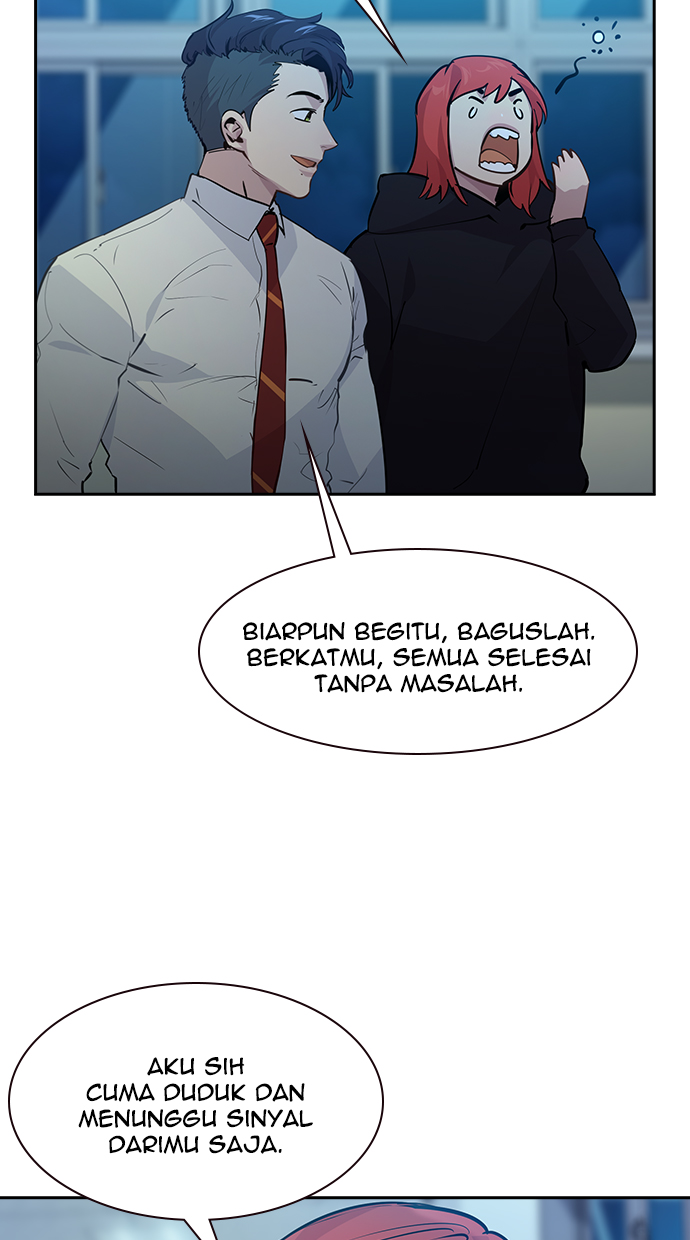 BIARPUN BEGITU, BAGUSLAH.
BERKATMU, SEMUA SELESAI
TANPA MASALAH.
AKU SIH
CUMA DUDUK DAN
MENUNGGU SINYAL
DARIMU SAJA.